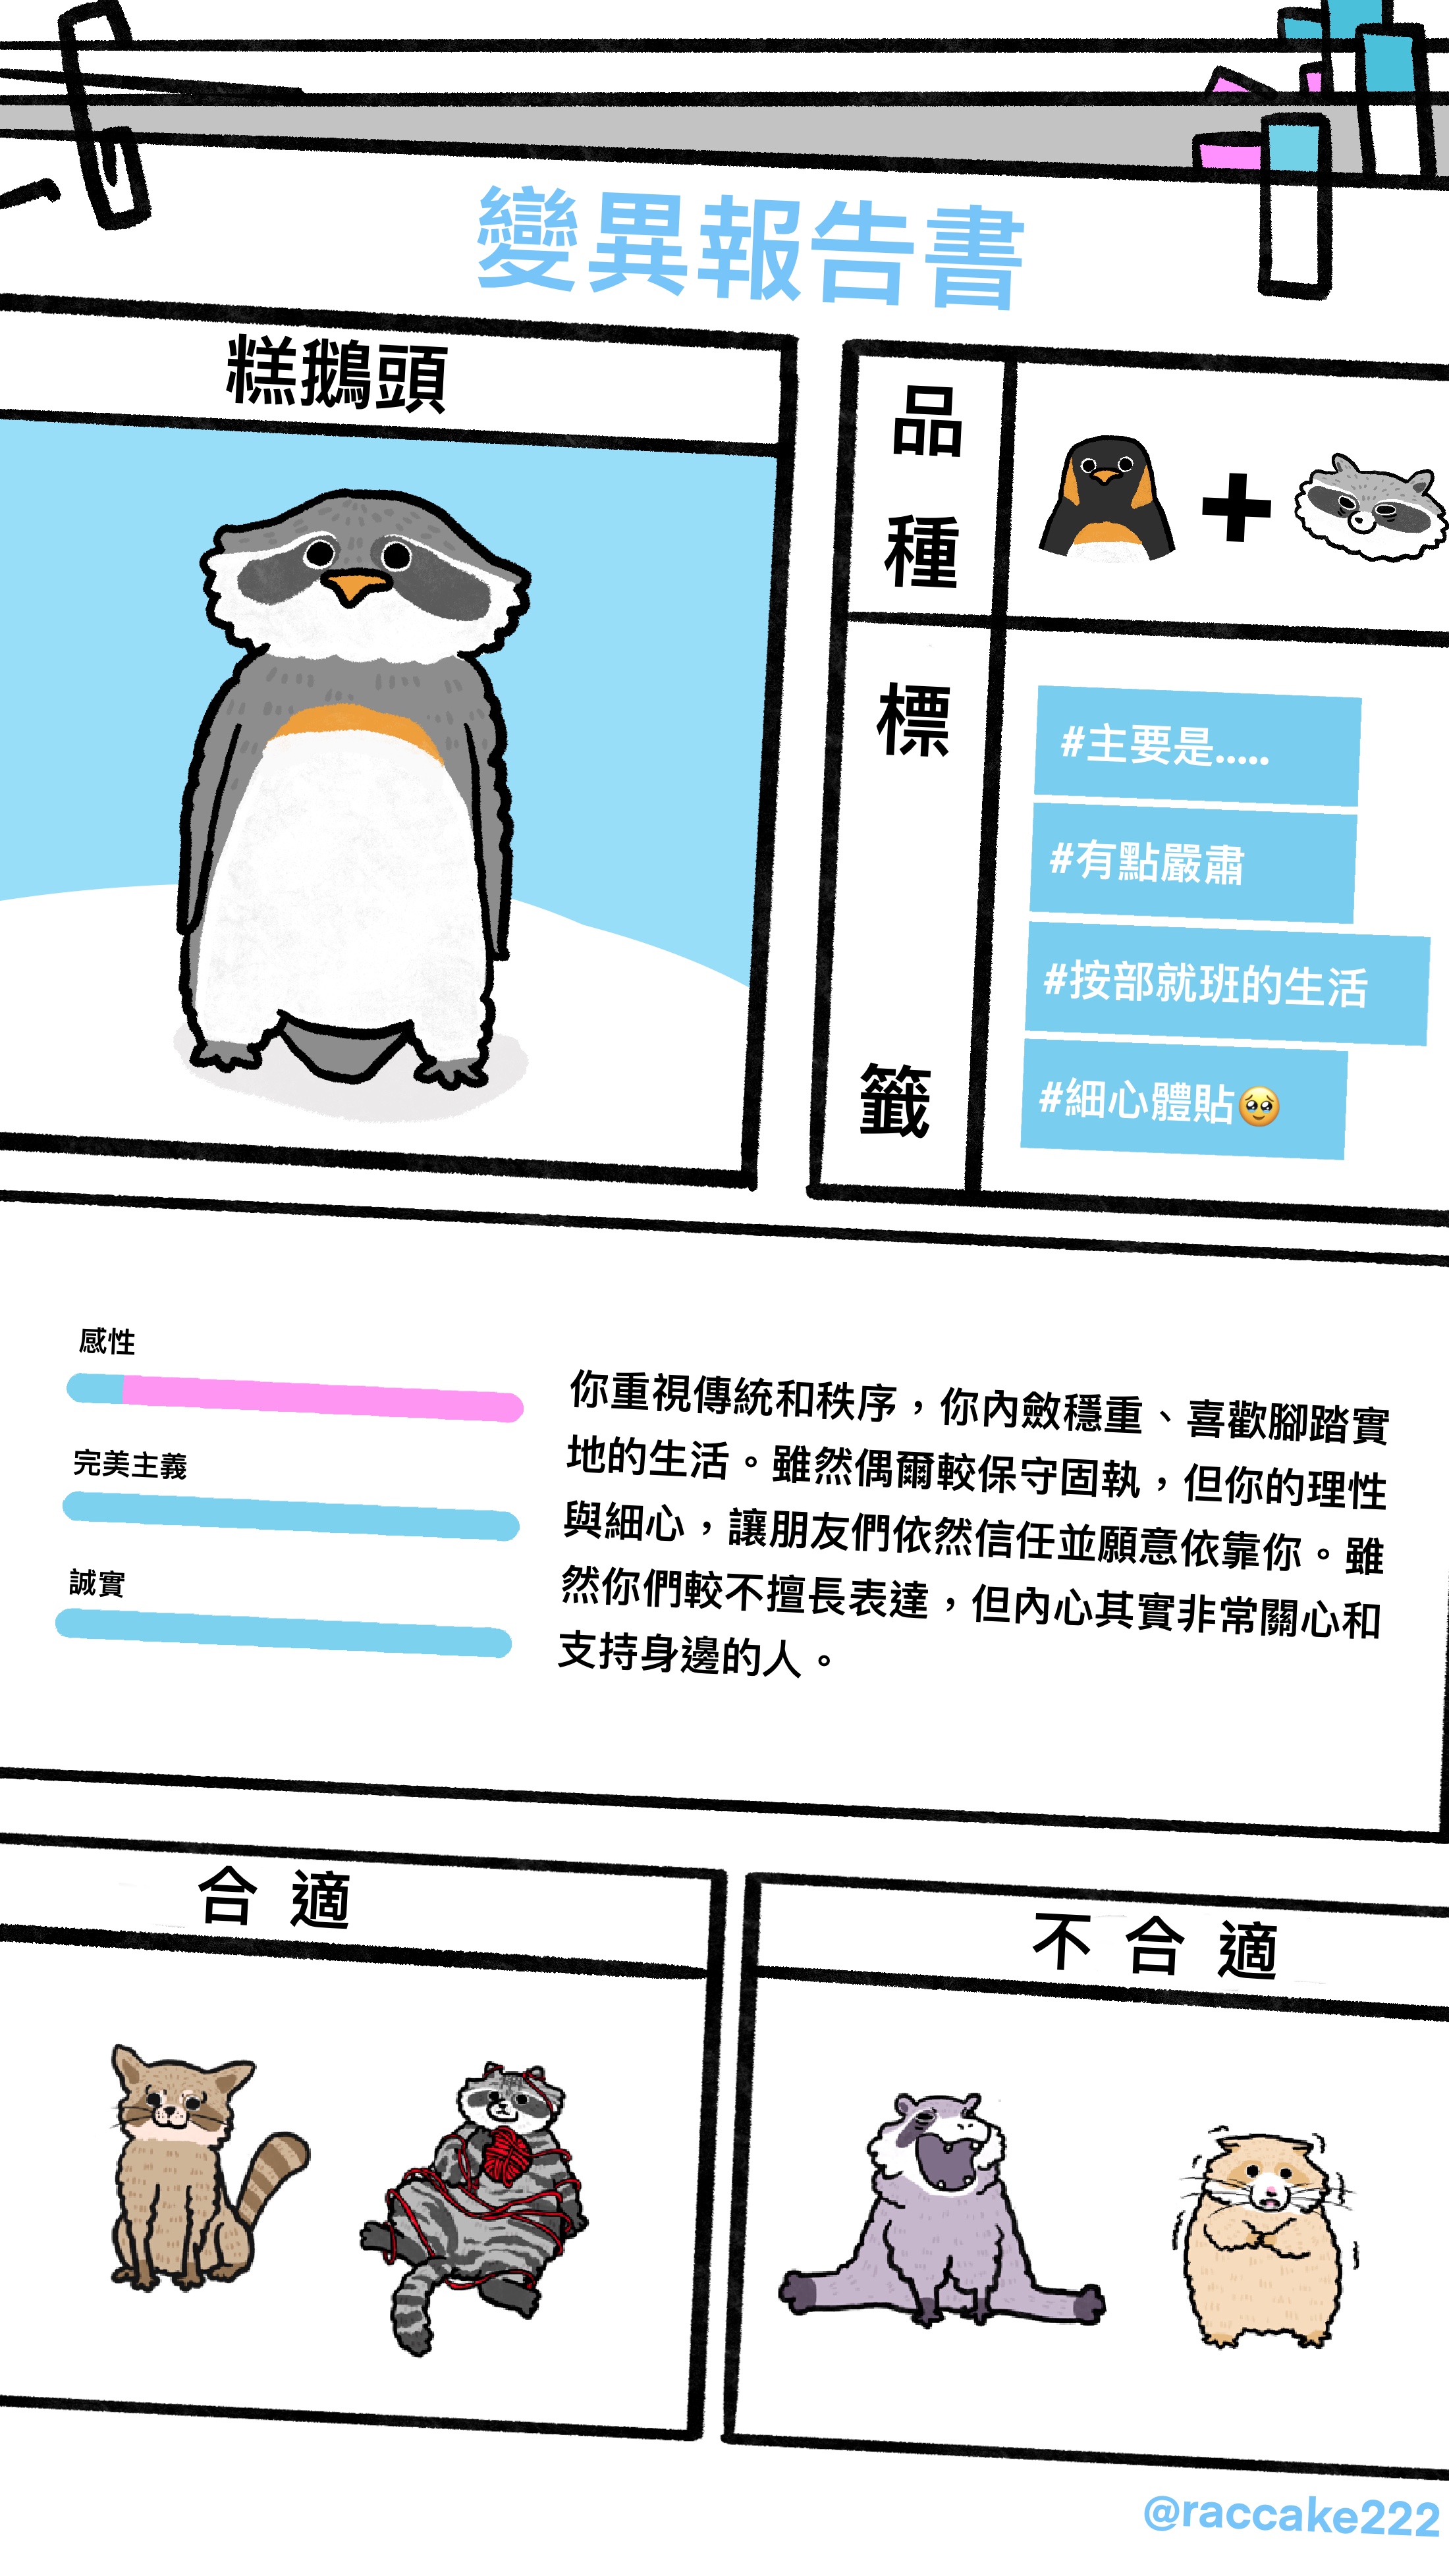 變異報告書
糕鵝頭
品種
標籤
#主要是.....
#有點嚴肅
#按部就班的生活
#細心體貼🥹
感性
完美主義
誠實
你重視傳統和秩序，你內斂穩重、喜歡腳踏實
地的生活。雖然偶爾較保守固執，但你的理性
與細心，讓朋友們依然信任並願意依靠你。雖
然你們較不擅長表達，但內心其實非常關心和
支持身邊的人。
合適
不合適
@raccake222